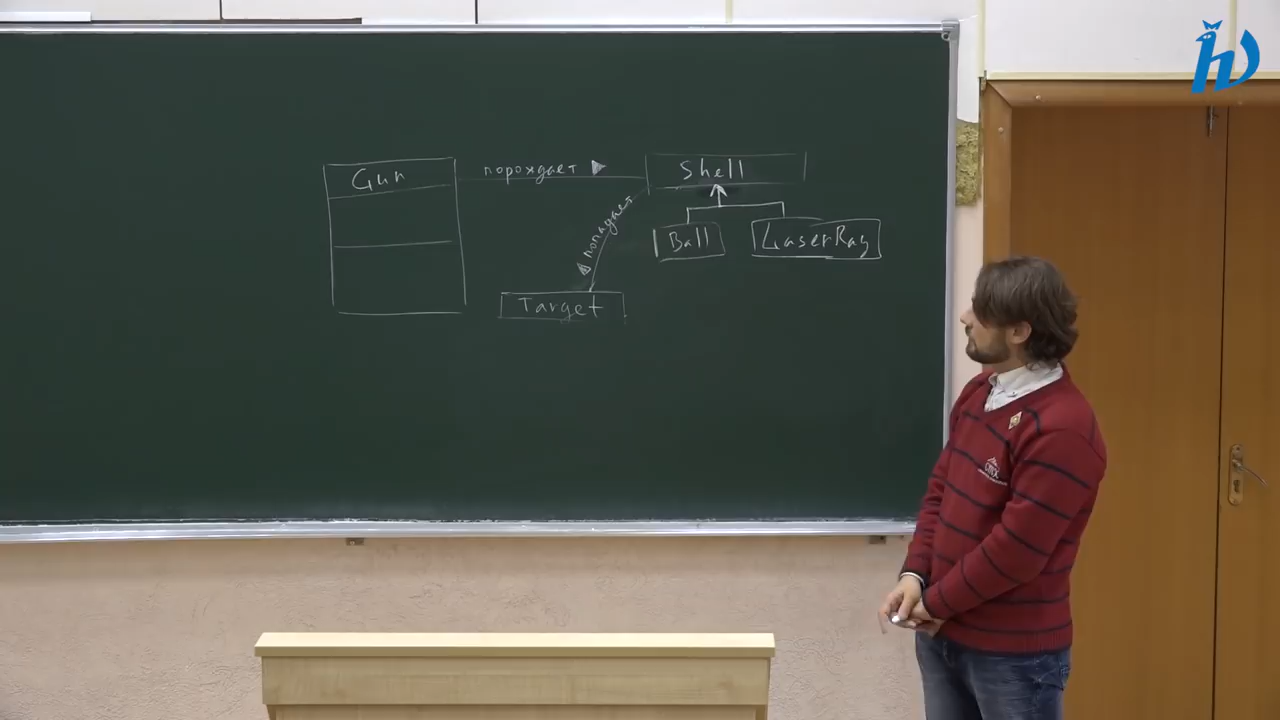 Gun
порождает
Shell
попадает
Ball
LaserRay
Target